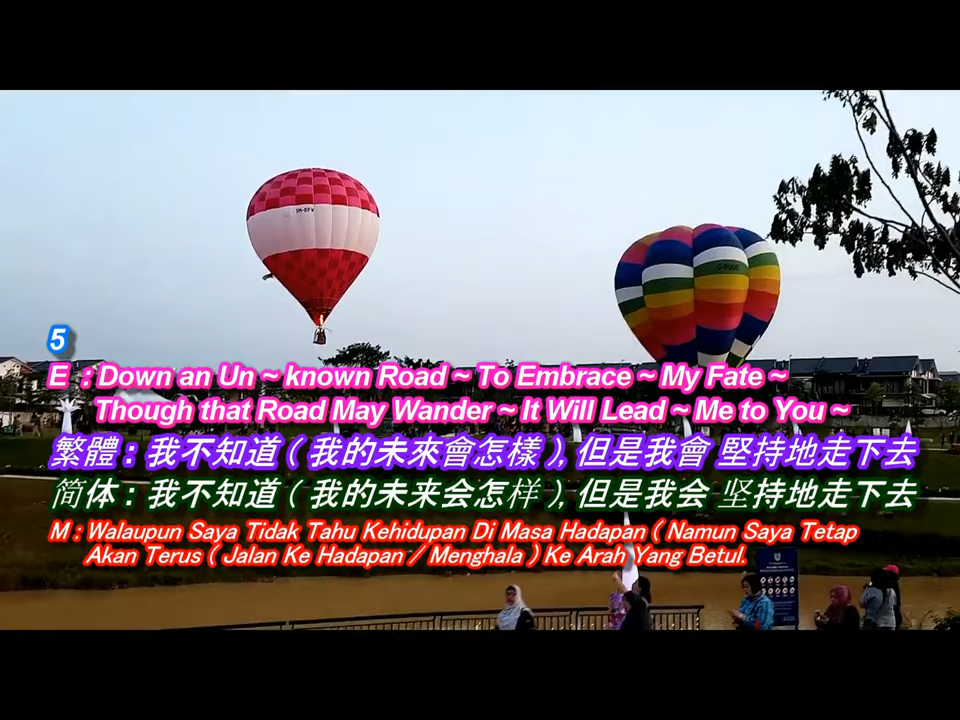 9M-BFV
5
E : Down an Un ~ known Road ~ To Embrace ~ My Fate ~
Though that Road May Wander ~ It Will Lead ~ Me to You ~
繁體 : 我不知道 ( 我的未來會怎樣 ), 但是我會 堅持地走下去
简体 : 我不知道 ( 我的未来会怎样 ), 但是我会 坚持地走下去
M : Walaupun Saya Tidak Tahu Kehidupan Di Masa Hadapan ( Namun Saya Tetap
Akan Terus ( Jalan Ke Hadapan / Menghala ) Ke Arah Yang Betul.